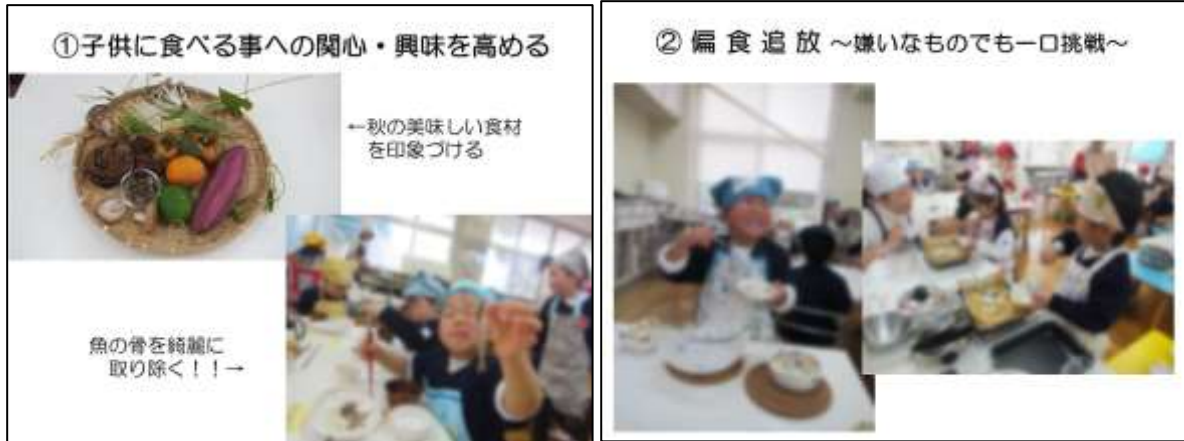 ①子供に食べる事への関心・興味を高める
←秋の美味しい食材
を印象づける
魚の骨を綺麗に
取り除く！！→
② 偏 食 追 放 ～嫌いなものでも一口挑戦～